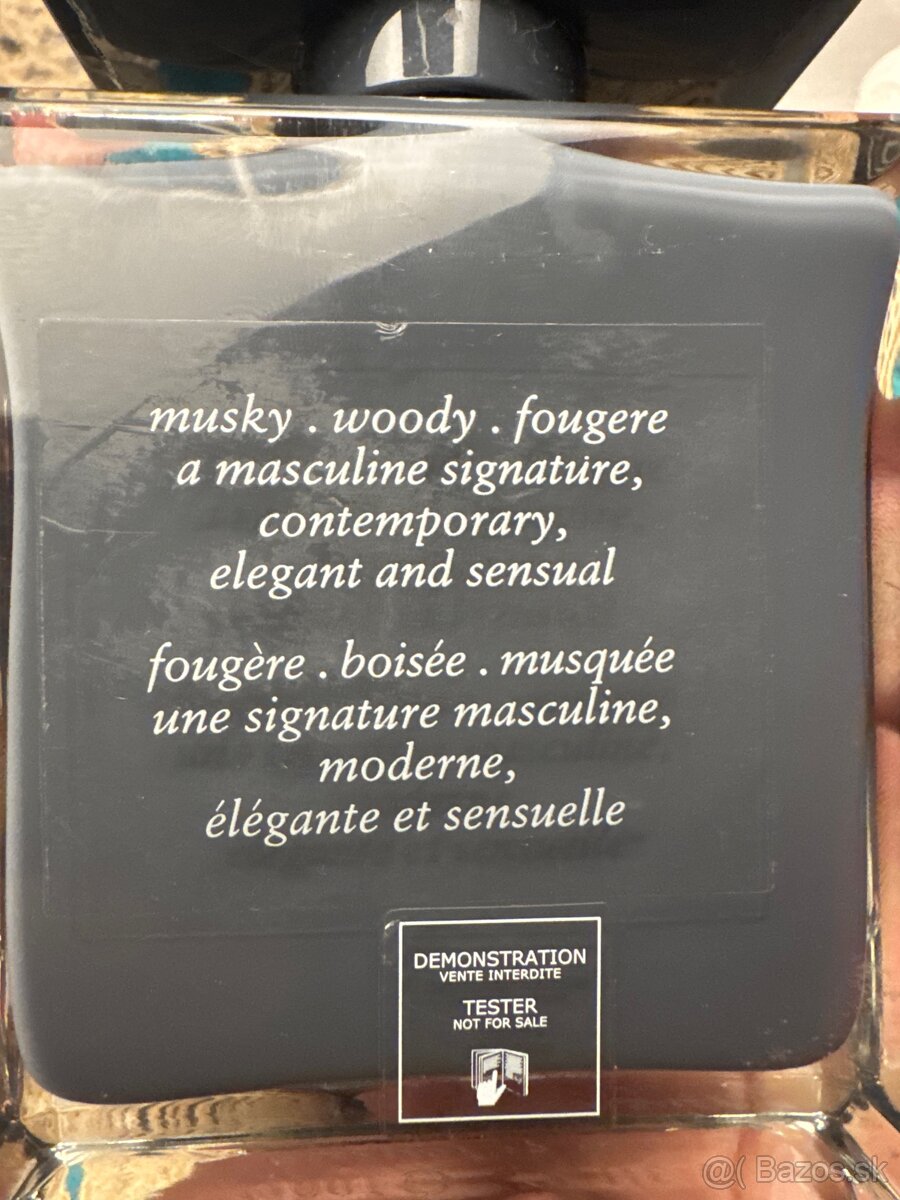 musky . woody . fougere
a masculine signature,
contemporary,
elegant and sensual
fougère . boisée . musquée
une signature masculine,
moderne,
élégante et sensuelle
DEMONSTRATION
VENTE INTERDITE
TESTER
NOT FOR SALE
@( Bazos.sk